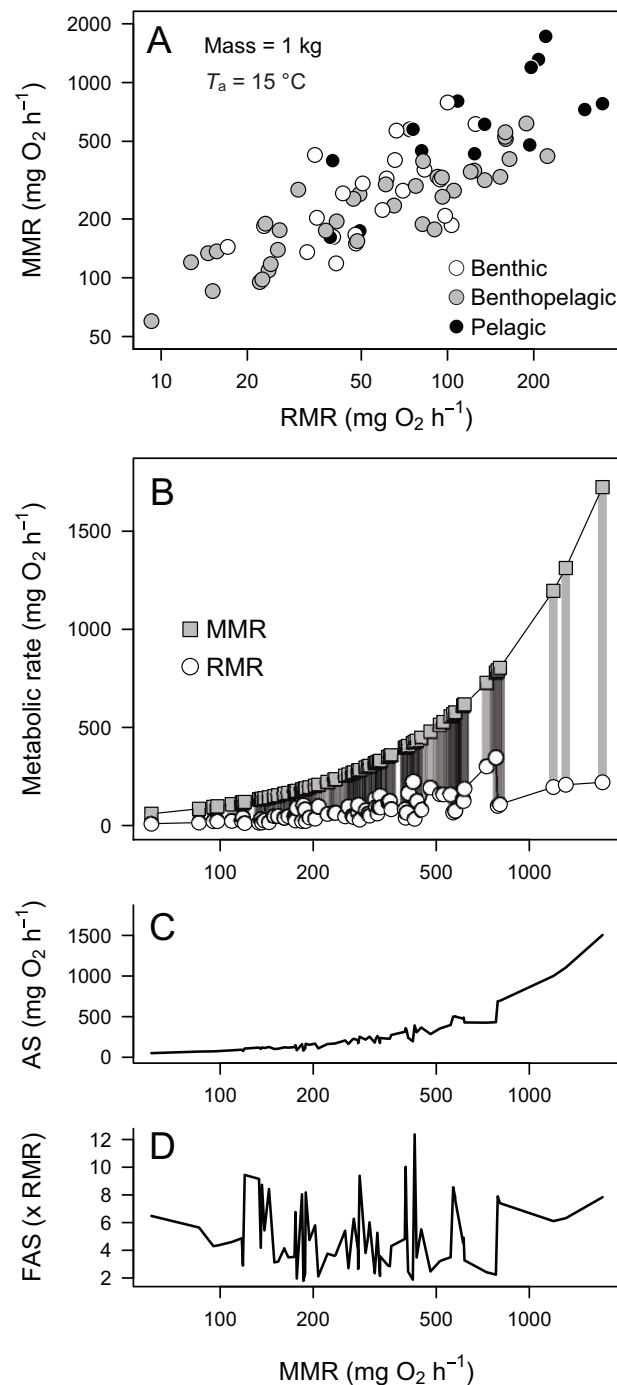 A
Mass = 1 kg
Tₐ = 15 °C
2000
1000
500
200
100
50
MMR (mg O₂ h⁻¹)
Benthic
Benthopelagic
Pelagic
10
20
50
100
200
RMR (mg O₂ h⁻¹)
B
1500
1000
500
0
Metabolic rate (mg O₂ h⁻¹)
MMR
RMR
100
200
500
1000
C
1500
1000
500
0
AS (mg O₂ h⁻¹)
100
200
500
1000
D
12
10
8
6
4
2
FAS (x RMR)
100
200
500
1000
MMR (mg O₂ h⁻¹)